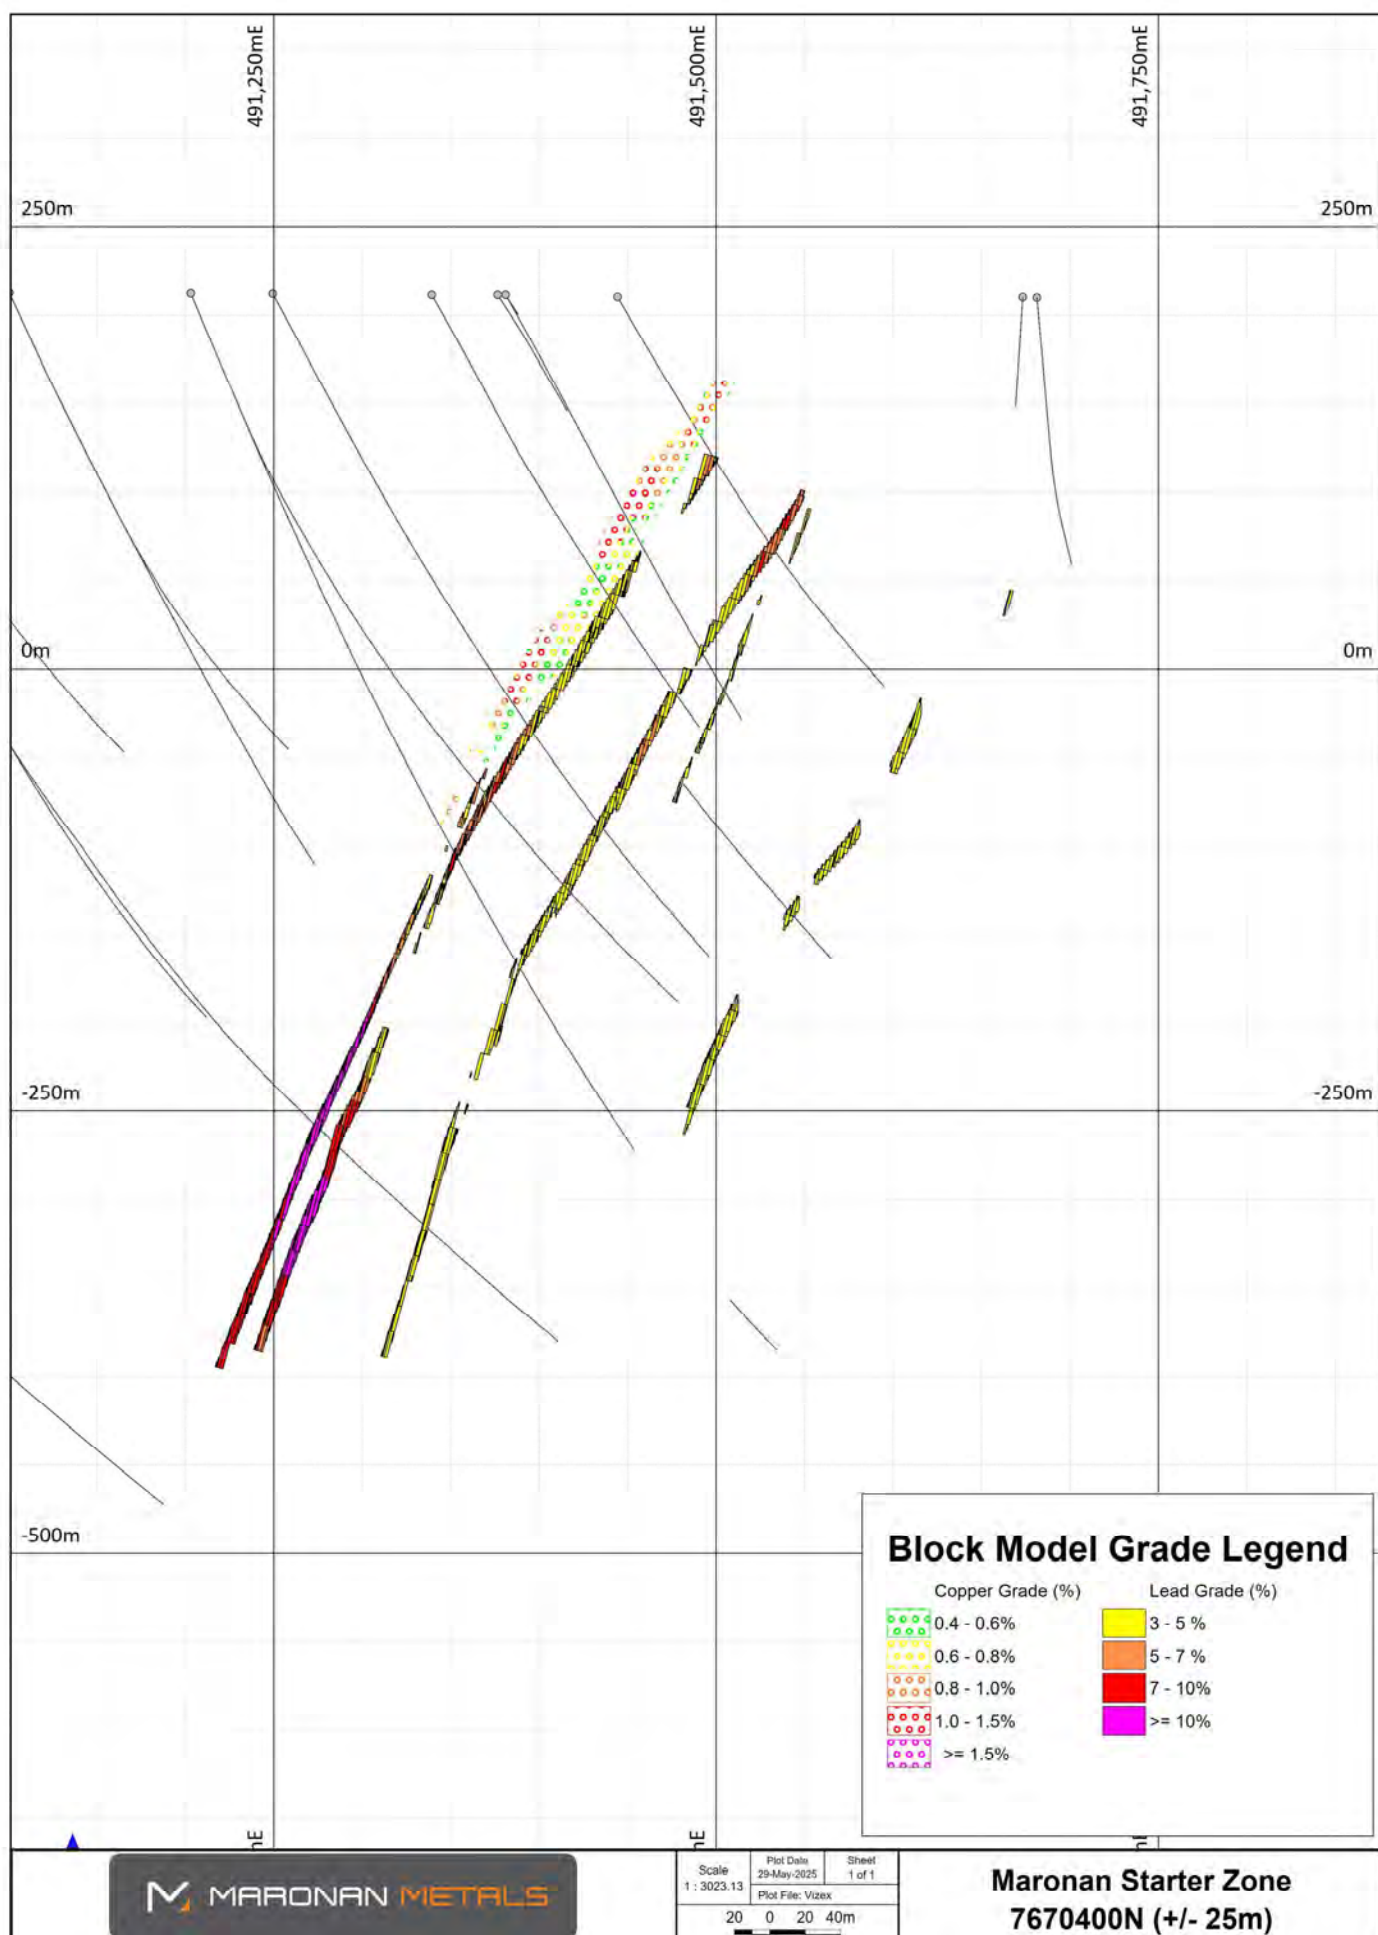 491,250mE
491,500mE
491,750mE
250m
250m
0m
0m
-250m
-250m
-500m
Block Model Grade Legend
Copper Grade (%)
Lead Grade (%)
0.4 - 0.6%
3 - 5 %
0.6 - 0.8%
5 - 7 %
0.8 - 1.0%
7 - 10%
1.0 - 1.5%
>= 10%
>= 1.5%
mE
MARONAN METALS
Scale
1 : 3023.13
Plot Date
29-May-2025
Sheet
1 of 1
Plot File: Vizex
20 0 20 40m
Maronan Starter Zone
7670400N (+/- 25m)